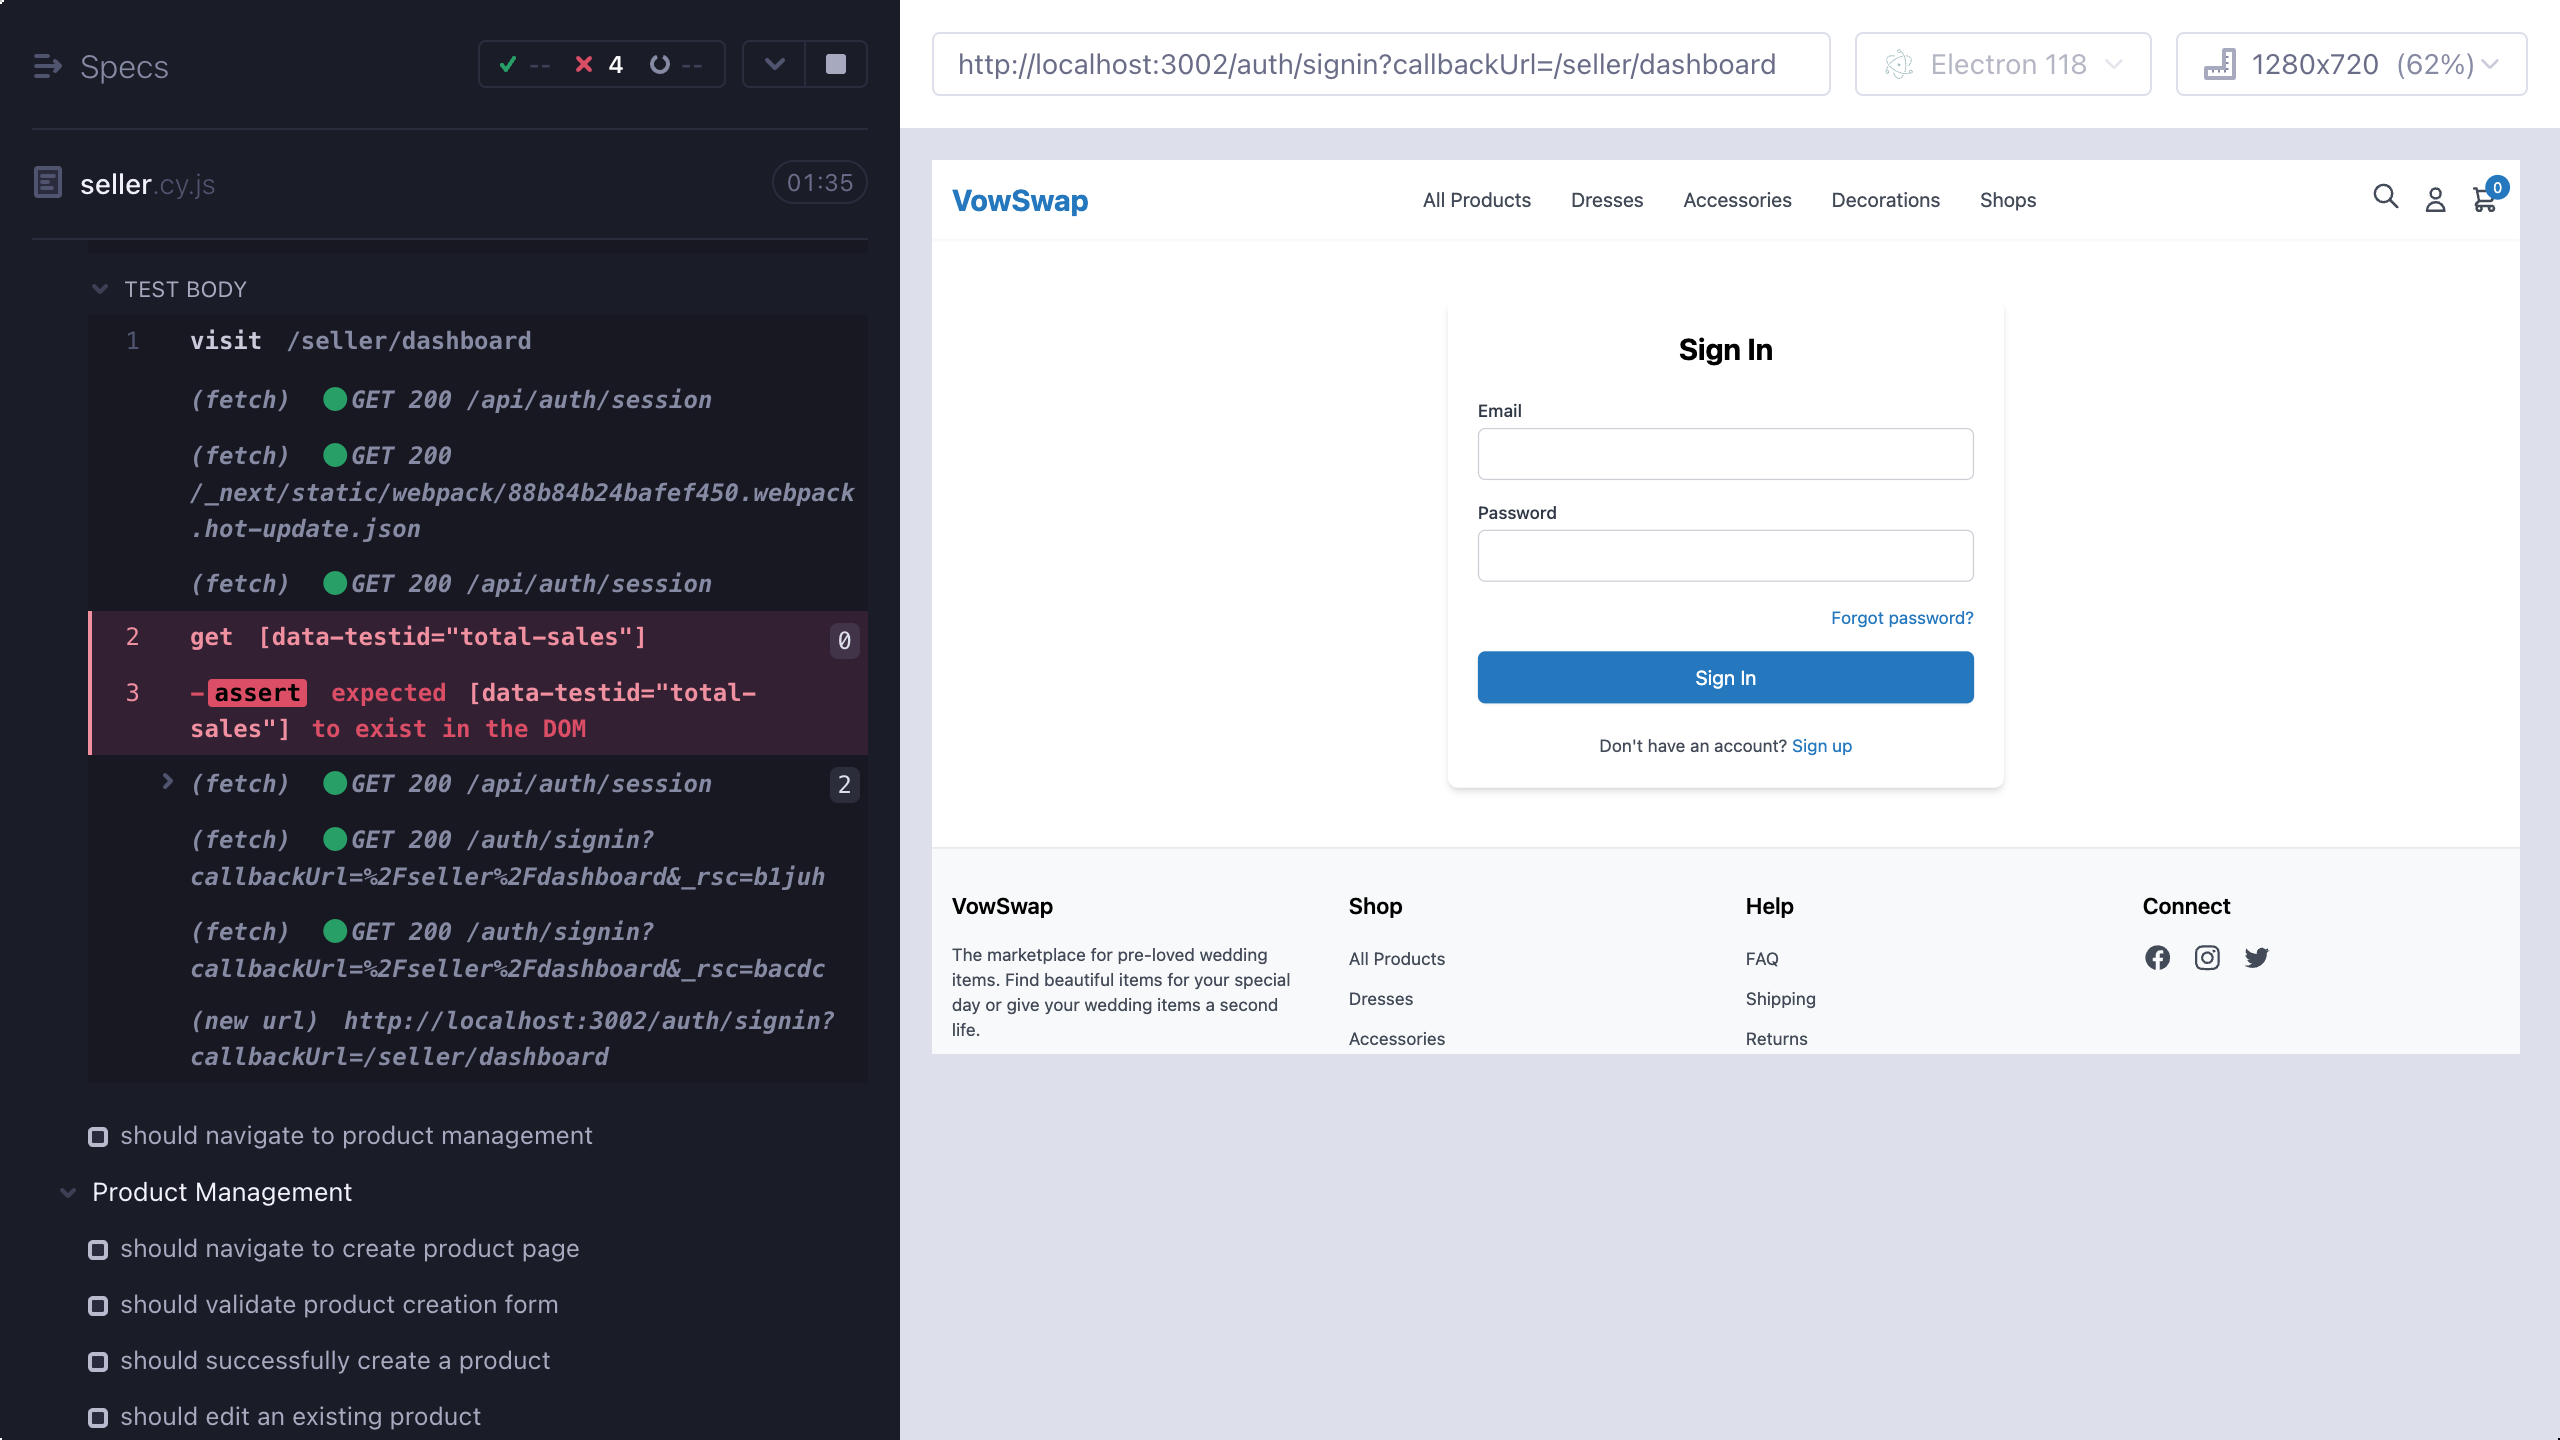 Specs
-- 4 --
seller.cy.js
01:35
TEST BODY
1 visit /seller/dashboard
(fetch) GET 200 /api/auth/session
(fetch) GET 200
/_next/static/webpack/88b84b24bafef450.webpack
.hot-update.json
(fetch) GET 200 /api/auth/session
2 get [data-testid="total-sales"] 0
3 -assert expected [data-testid="total-
sales"] to exist in the DOM
(fetch) GET 200 /api/auth/session 2
(fetch) GET 200 /auth/signin?
callbackUrl=%2Fseller%2Fdashboard&_rsc=b1juh
(fetch) GET 200 /auth/signin?
callbackUrl=%2Fseller%2Fdashboard&_rsc=bacdc
(new url) http://localhost:3002/auth/signin?
callbackUrl=/seller/dashboard
should navigate to product management
Product Management
should navigate to create product page
should validate product creation form
should successfully create a product
should edit an existing product
http://localhost:3002/auth/signin?callbackUrl=/seller/dashboard
Electron 118
1280x720 (62%)
VowSwap
All Products Dresses Accessories Decorations Shops
0
Sign In
Email
Password
Forgot password?
Sign In
Don't have an account? Sign up
VowSwap
The marketplace for pre-loved wedding
items. Find beautiful items for your special
day or give your wedding items a second
life.
Shop
All Products
Dresses
Accessories
Help
FAQ
Shipping
Returns
Connect